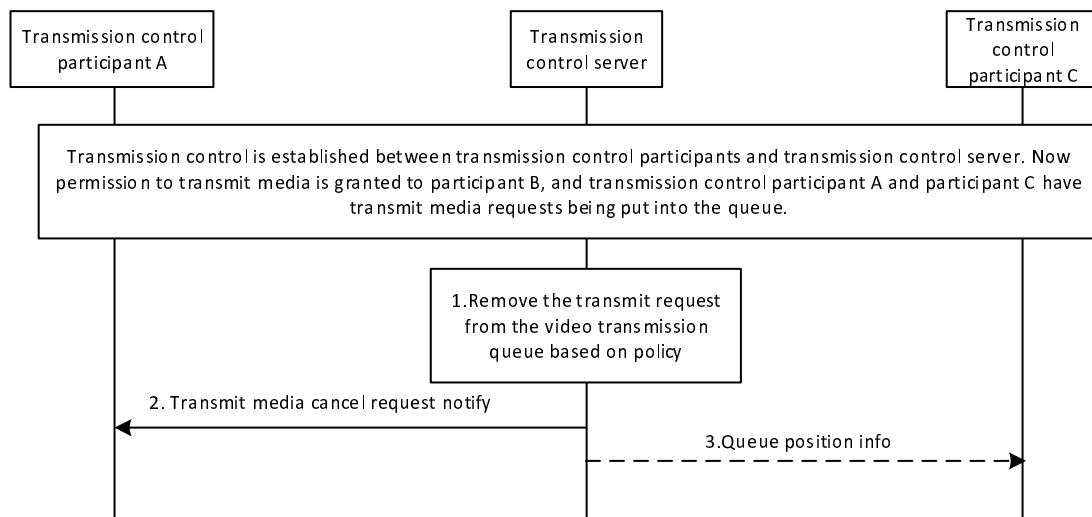 Transmission control
participant A
Transmission
control server
Transmission
control
participant C
Transmission control is established between transmission control participants and transmission control server. Now
permission to transmit media is granted to participant B, and transmission control participant A and participant C have
transmit media requests being put into the queue.
1.Remove the transmit request
from the video transmission
queue based on policy
2. Transmit media cancel request notify
3.Queue position info